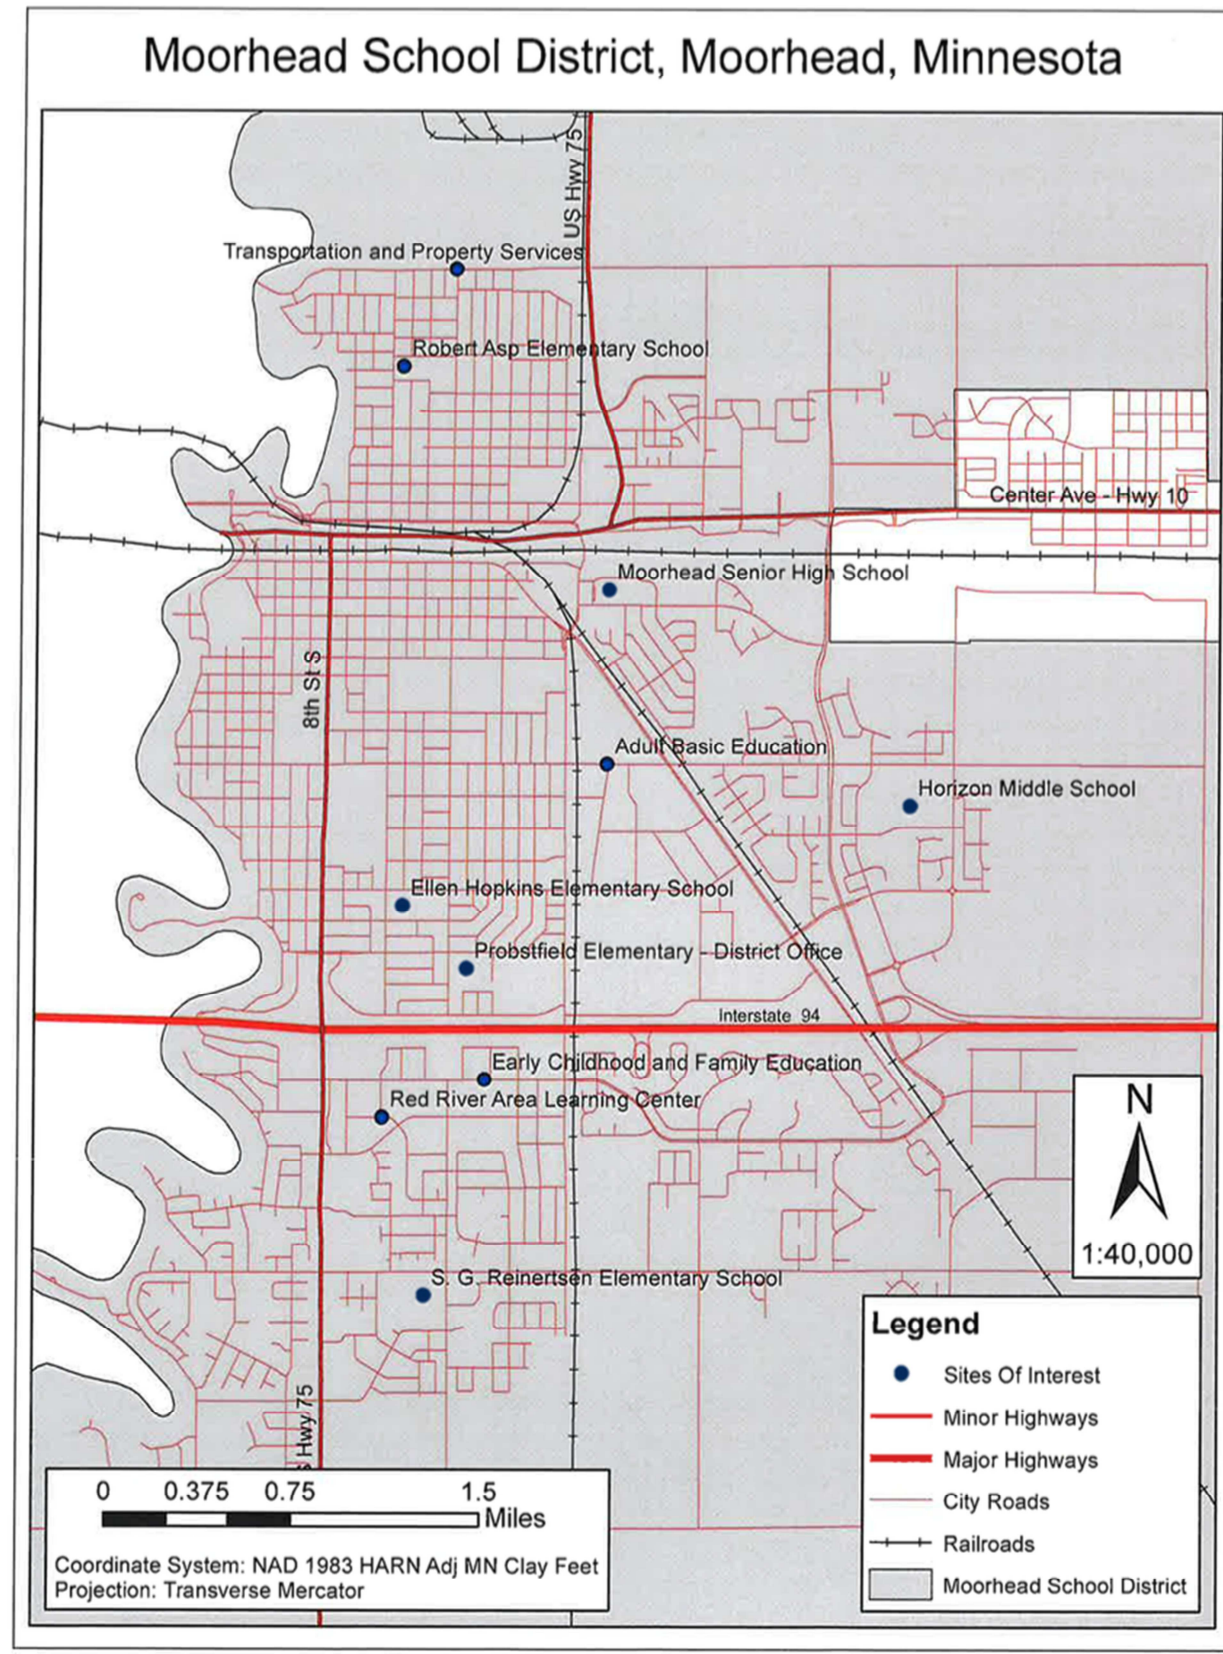 Moorhead School District, Moorhead, Minnesota
US Hwy 75
Transportation and Property Services
Robert Asp Elementary School
Center Ave - Hwy 10
Moorhead Senior High School
8th St S
Adult Basic Education
Horizon Middle School
Ellen Hopkins Elementary School
Probstfield Elementary - District Office
Interstate 94
Early Childhood and Family Education
Red River Area Learning Center
N
1:40,000
S. G. Reinertsen Elementary School
Hwy 75
Legend
Sites Of Interest
Minor Highways
Major Highways
City Roads
Railroads
Moorhead School District
0 0.375 0.75 1.5
Miles
Coordinate System: NAD 1983 HARN Adj MN Clay Feet
Projection: Transverse Mercator